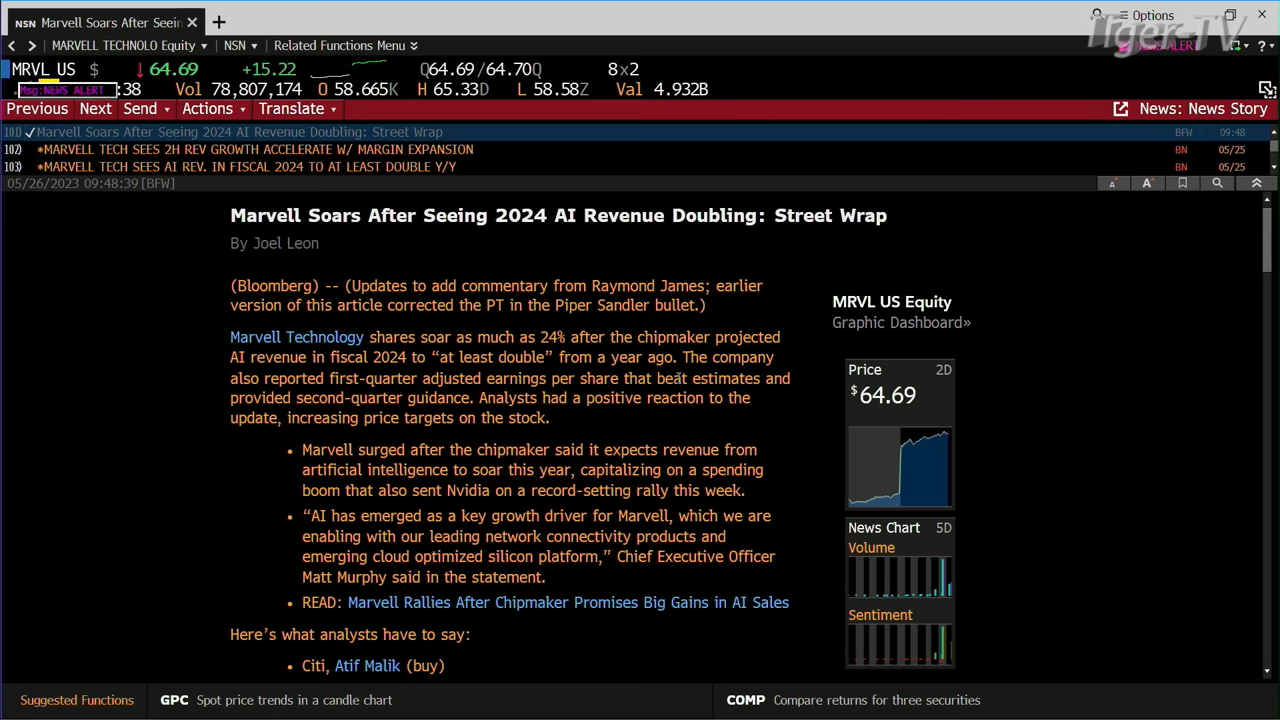 NSN Marvell Soars After Seein
Options
Tiger-TV
NEWS ALERT
MARVELL TECHNOLO Equity NSN Related Functions Menu
MRVL US $ ↓ 64.69 +15.22 Q64.69/64.70Q 8x2
Msg:NEWS ALERT :38 Vol 78,807,174 O 58.665K H 65.33D L 58.58Z Val 4.932B
Previous Next Send Actions Translate News: News Story
101) ✓Marvell Soars After Seeing 2024 AI Revenue Doubling: Street Wrap BFW 09:48
102) *MARVELL TECH SEES 2H REV GROWTH ACCELERATE W/ MARGIN EXPANSION BN 05/25
103) *MARVELL TECH SEES AI REV. IN FISCAL 2024 TO AT LEAST DOUBLE Y/Y BN 05/25
05/26/2023 09:48:39[BFW]
Marvell Soars After Seeing 2024 AI Revenue Doubling: Street Wrap
By Joel Leon
(Bloomberg) -- (Updates to add commentary from Raymond James; earlier
version of this article corrected the PT in the Piper Sandler bullet.)
Marvell Technology shares soar as much as 24% after the chipmaker projected
AI revenue in fiscal 2024 to “at least double” from a year ago. The company
also reported first-quarter adjusted earnings per share that beat estimates and
provided second-quarter guidance. Analysts had a positive reaction to the
update, increasing price targets on the stock.
• Marvell surged after the chipmaker said it expects revenue from
artificial intelligence to soar this year, capitalizing on a spending
boom that also sent Nvidia on a record-setting rally this week.
• “AI has emerged as a key growth driver for Marvell, which we are
enabling with our leading network connectivity products and
emerging cloud optimized silicon platform,” Chief Executive Officer
Matt Murphy said in the statement.
• READ: Marvell Rallies After Chipmaker Promises Big Gains in AI Sales
Here’s what analysts have to say:
• Citi, Atif Malik (buy)
MRVL US Equity
Graphic Dashboard»
Price 2D
$64.69
News Chart 5D
Volume
Sentiment
Suggested Functions GPC Spot price trends in a candle chart COMP Compare returns for three securities